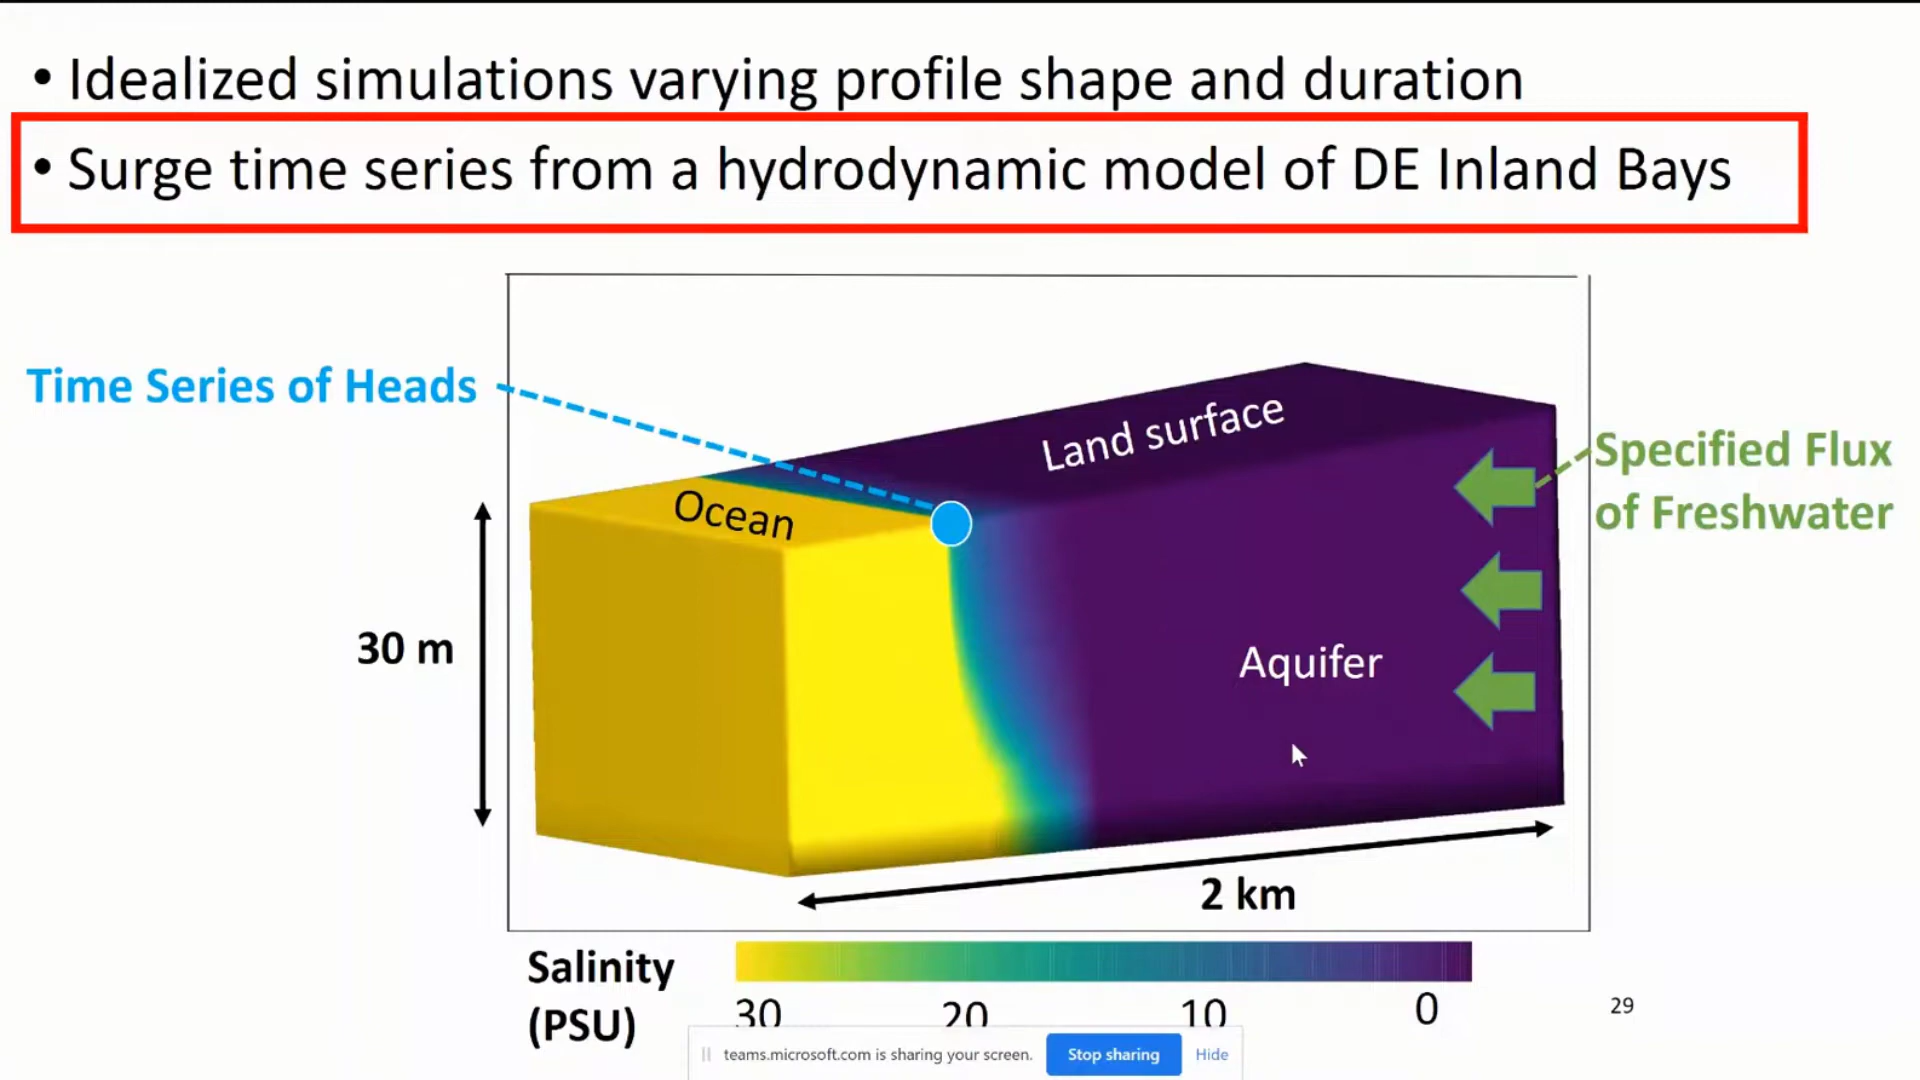 • Idealized simulations varying profile shape and duration
• Surge time series from a hydrodynamic model of DE Inland Bays
Time Series of Heads
Land surface
Specified Flux
of Freshwater
Ocean
30 m
Aquifer
2 km
Salinity
(PSU)
30 20 10 0
29
teams.microsoft.com is sharing your screen. Stop sharing Hide